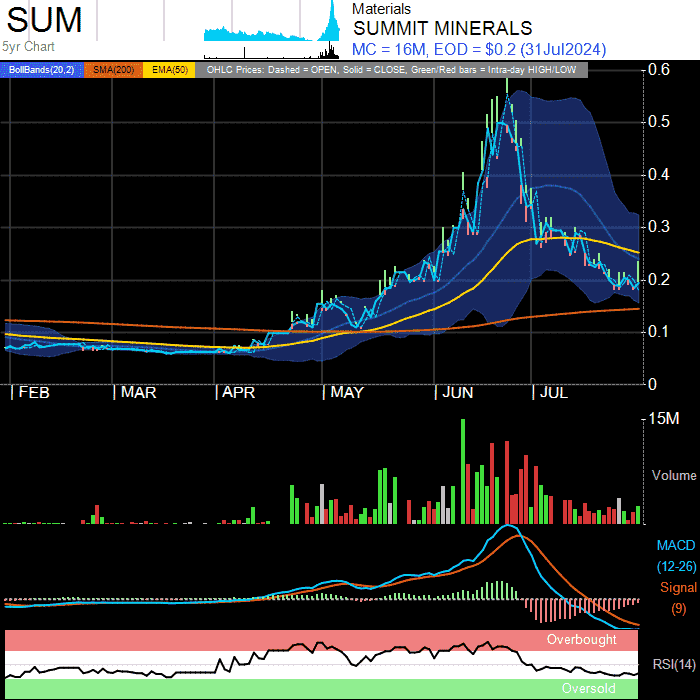 SUM
5yr Chart
Materials
SUMMIT MINERALS
MC = 16M, EOD = $0.2 (31Jul2024)
BollBands(20,2) SMA(200) EMA(50) OHLC Prices: Dashed = OPEN, Solid = CLOSE, Green/Red bars = Intra-day HIGH/LOW
0.6
0.5
0.4
0.3
0.2
0.1
0
FEB MAR APR MAY JUN JUL
15M
Volume
MACD
(12-26)
Signal
(9)
Overbought
RSI(14)
Oversold